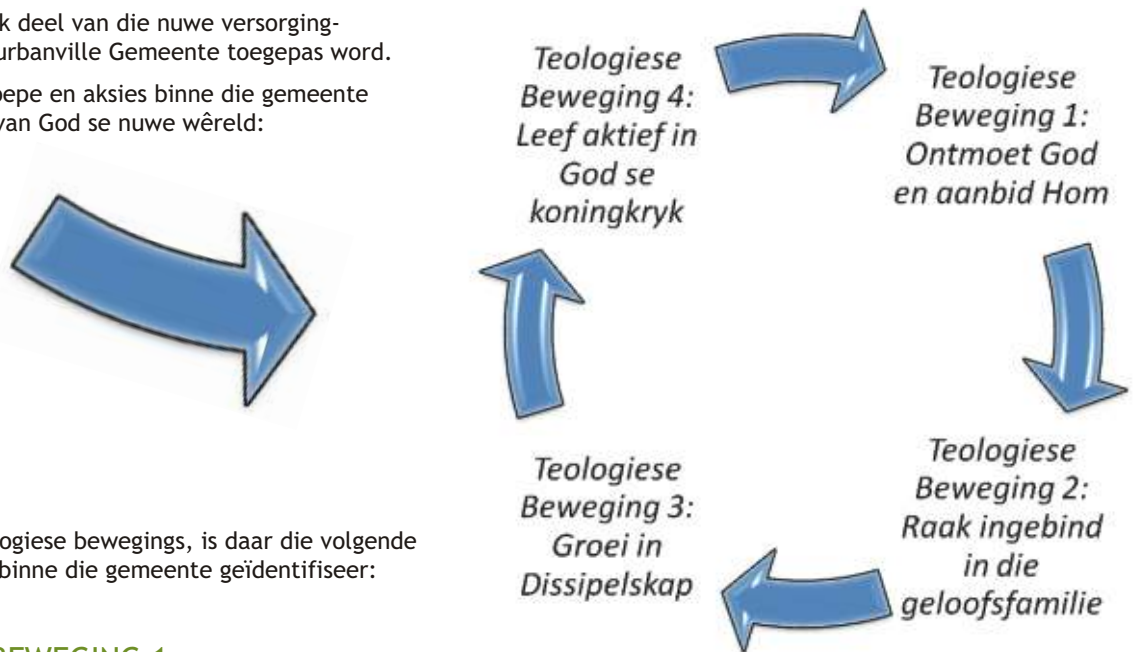 k deel van die nuwe versorging-
urbanville Gemeente toegepas word.
oepe en aksies binne die gemeente
van God se nuwe wêreld:
Teologiese
Beweging 4:
Leef aktief in
God se
koningkryk
Teologiese
Beweging 1:
Ontmoet God
en aanbid Hom
Teologiese
Beweging 2:
Raak ingebind
in die
geloofsfamilie
Teologiese
Beweging 3:
Groei in
Dissipelskap
ogiese bewegings, is daar die volgende
binne die gemeente geïdentifiseer:
BEWEGING 1